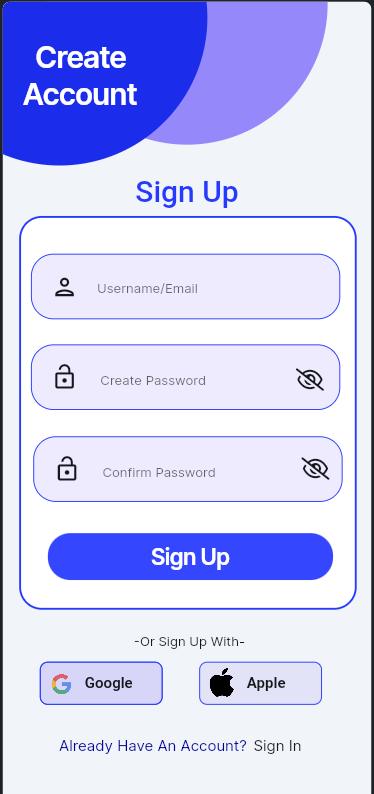 Create
Account
Sign Up
Username/Email
Create Password
Confirm Password
Sign Up
-Or Sign Up With-
Google
Apple
Already Have An Account? Sign In